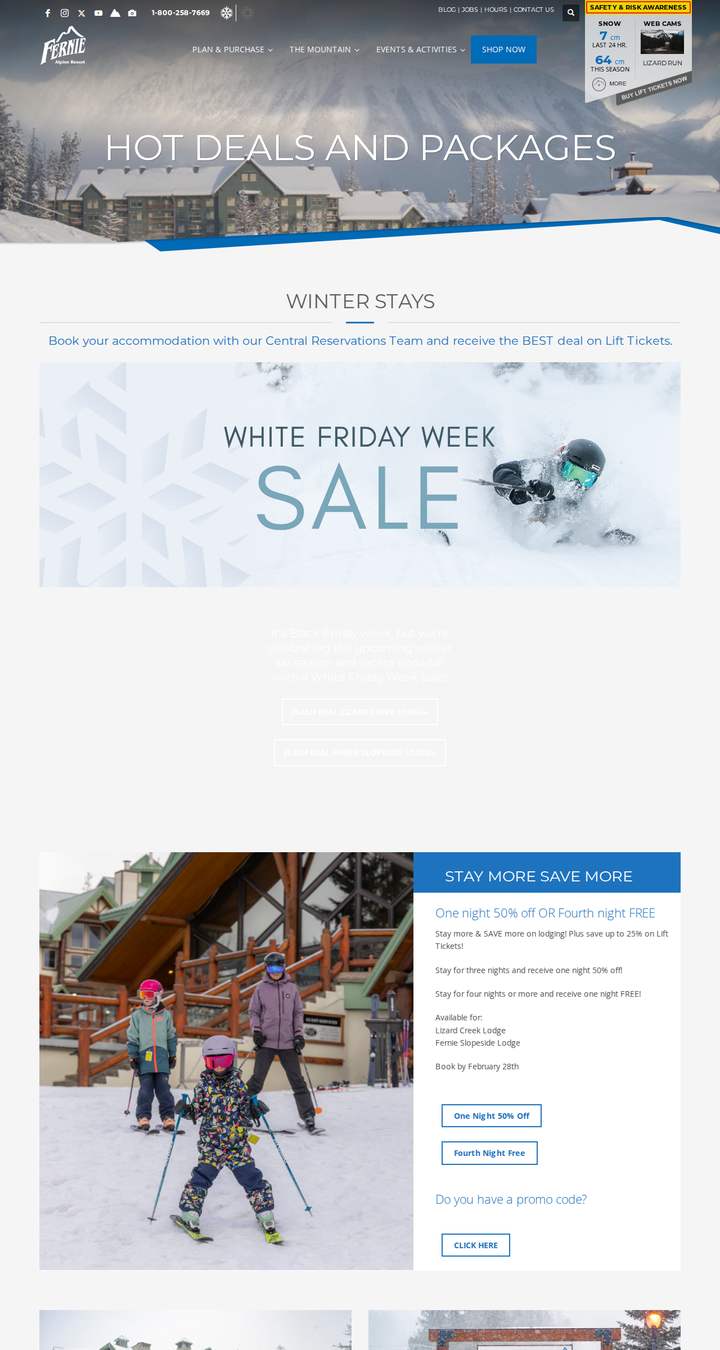 1-800-258-7669
BLOG | JOBS | HOURS | CONTACT US
SAFETY & RISK AWARENESS
FERNIE
Alpine Resort
PLAN & PURCHASE
THE MOUNTAIN
EVENTS & ACTIVITIES
SHOP NOW
SNOW
7 cm
LAST 24 HR.
64 cm
THIS SEASON
MORE
WEB CAMS
LIZARD RUN
BUY LIFT TICKETS NOW
HOT DEALS AND PACKAGES
WINTER STAYS
Book your accommodation with our Central Reservations Team and receive the BEST deal on Lift Tickets.
WHITE FRIDAY WEEK
SALE
STAY MORE SAVE MORE
One night 50% off OR Fourth night FREE
Stay more & SAVE more on lodging! Plus save up to 25% on Lift
Tickets!
Stay for three nights and receive one night 50% off!
Stay for four nights or more and receive one night FREE!
Available for:
Lizard Creek Lodge
Fernie Slopeside Lodge
Book by February 28th
One Night 50% Off
Fourth Night Free
Do you have a promo code?
CLICK HERE